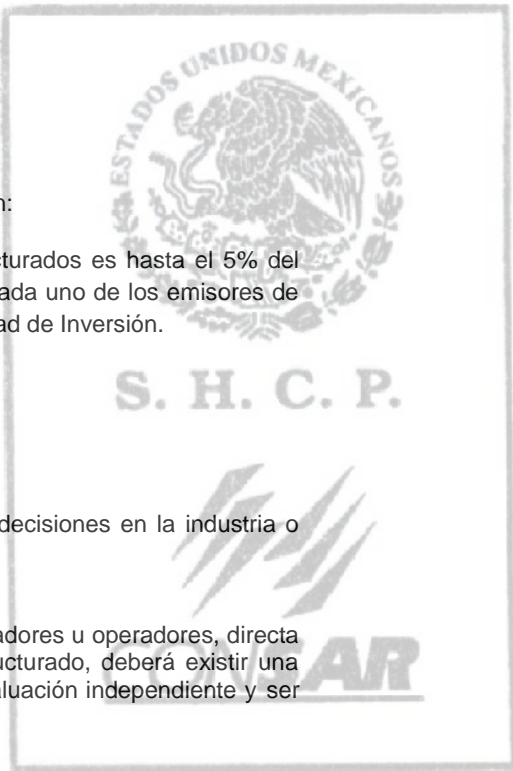 ESTADOS UNIDOS MEXICANOS
n:
cturados es hasta el 5% del
ada uno de los emisores de
ad de Inversión.
S. H. C. P.
decisiones en la industria o
adores u operadores, directa
ucturado, deberá existir una
aluación independiente y ser
CONSAR